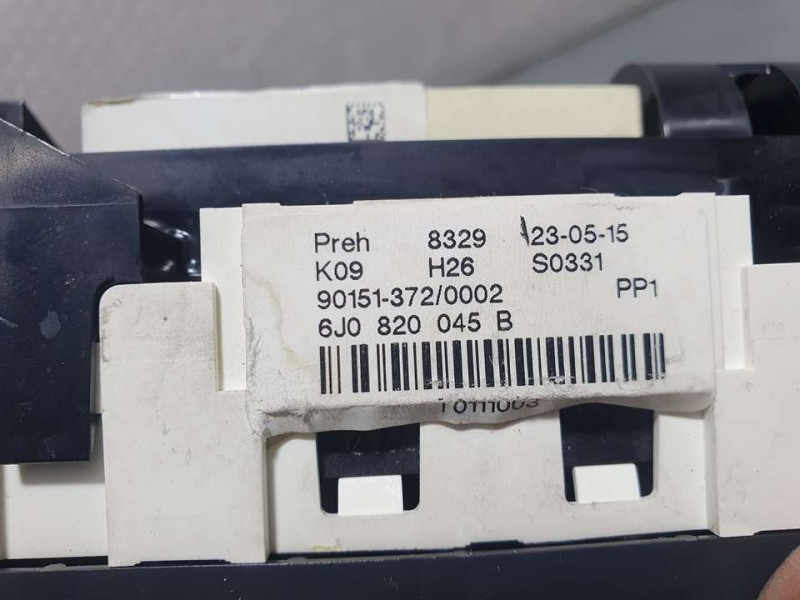 Preh 8329 23-05-15
K09 H26 S0331
90151-372/0002 PP1
6J0 820 045 B